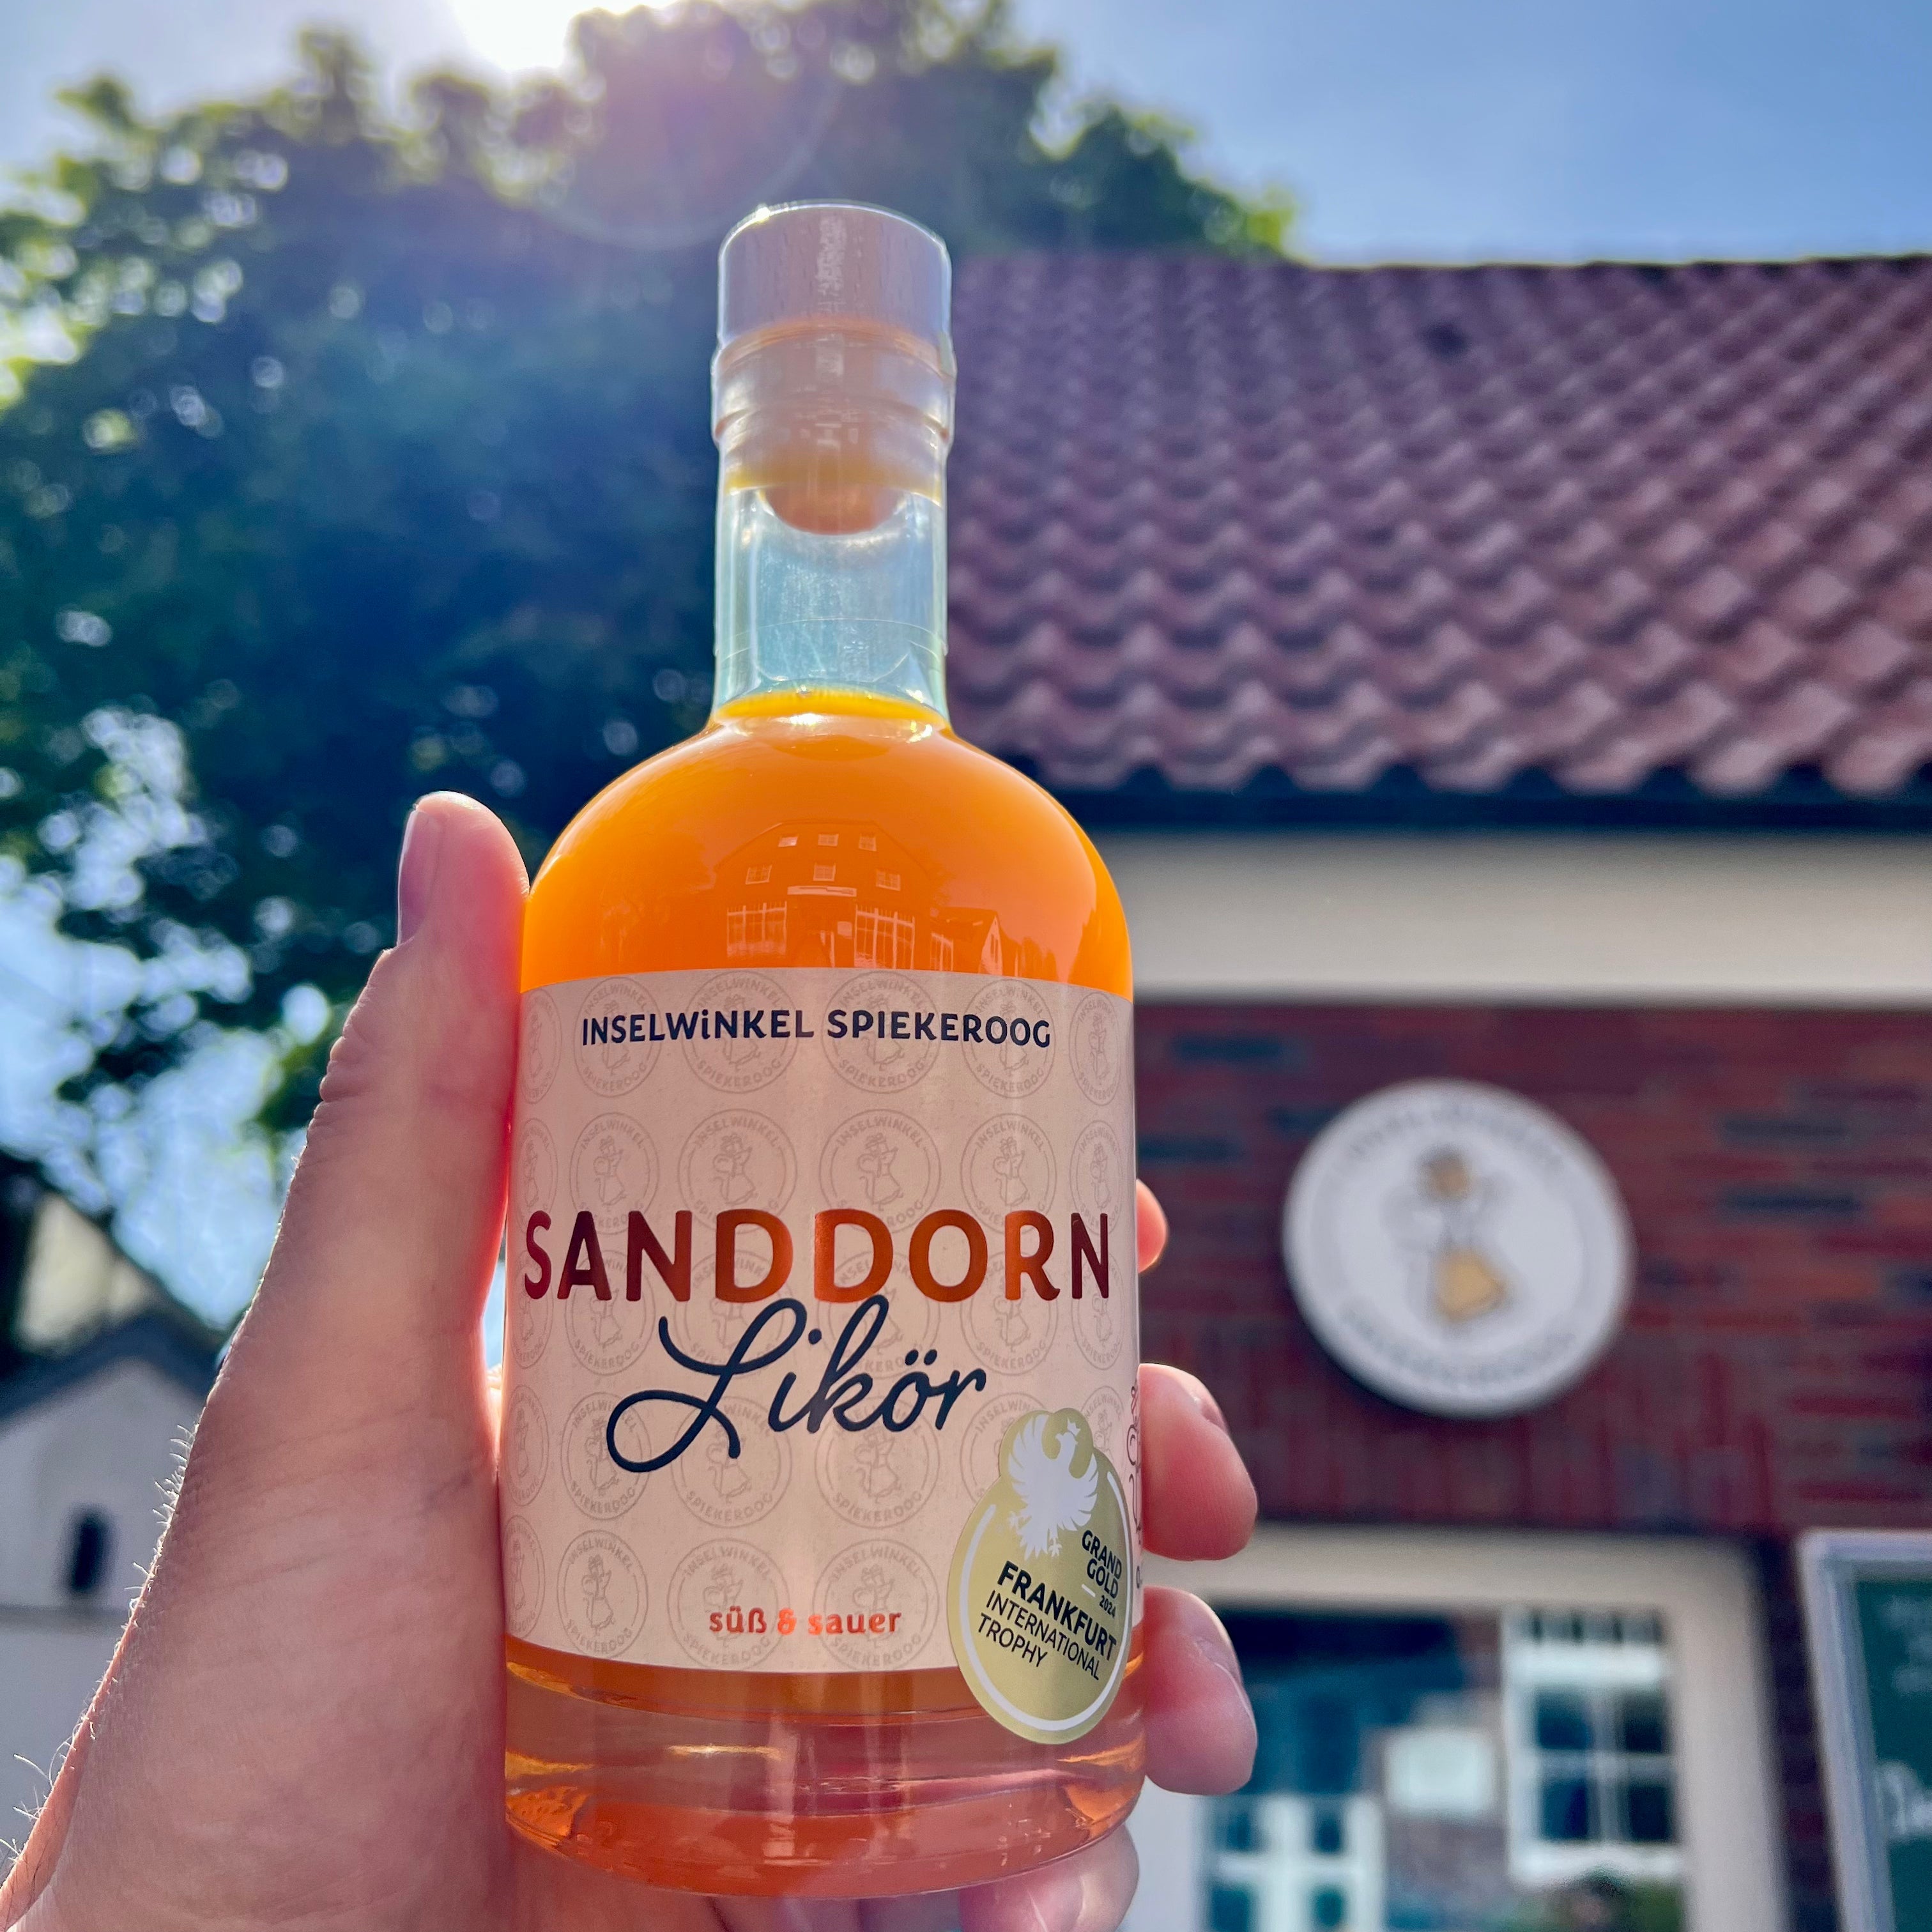 INSELWiNKEL SPIEKEROOG
SANDDORN
Likör
süß & sauer
GRAND
GOLD
2024
FRANKFURT
INTERNATIONAL
TROPHY